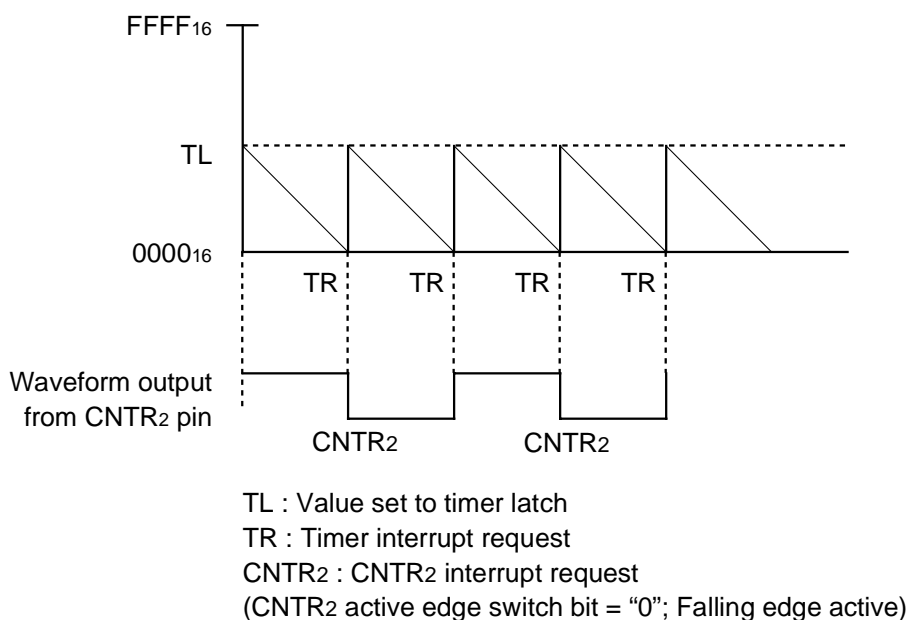 FFFF16
TL
000016
TR TR TR TR
Waveform output
from CNTR2 pin
CNTR2 CNTR2
TL : Value set to timer latch
TR : Timer interrupt request
CNTR2 : CNTR2 interrupt request
(CNTR2 active edge switch bit = “0”; Falling edge active)